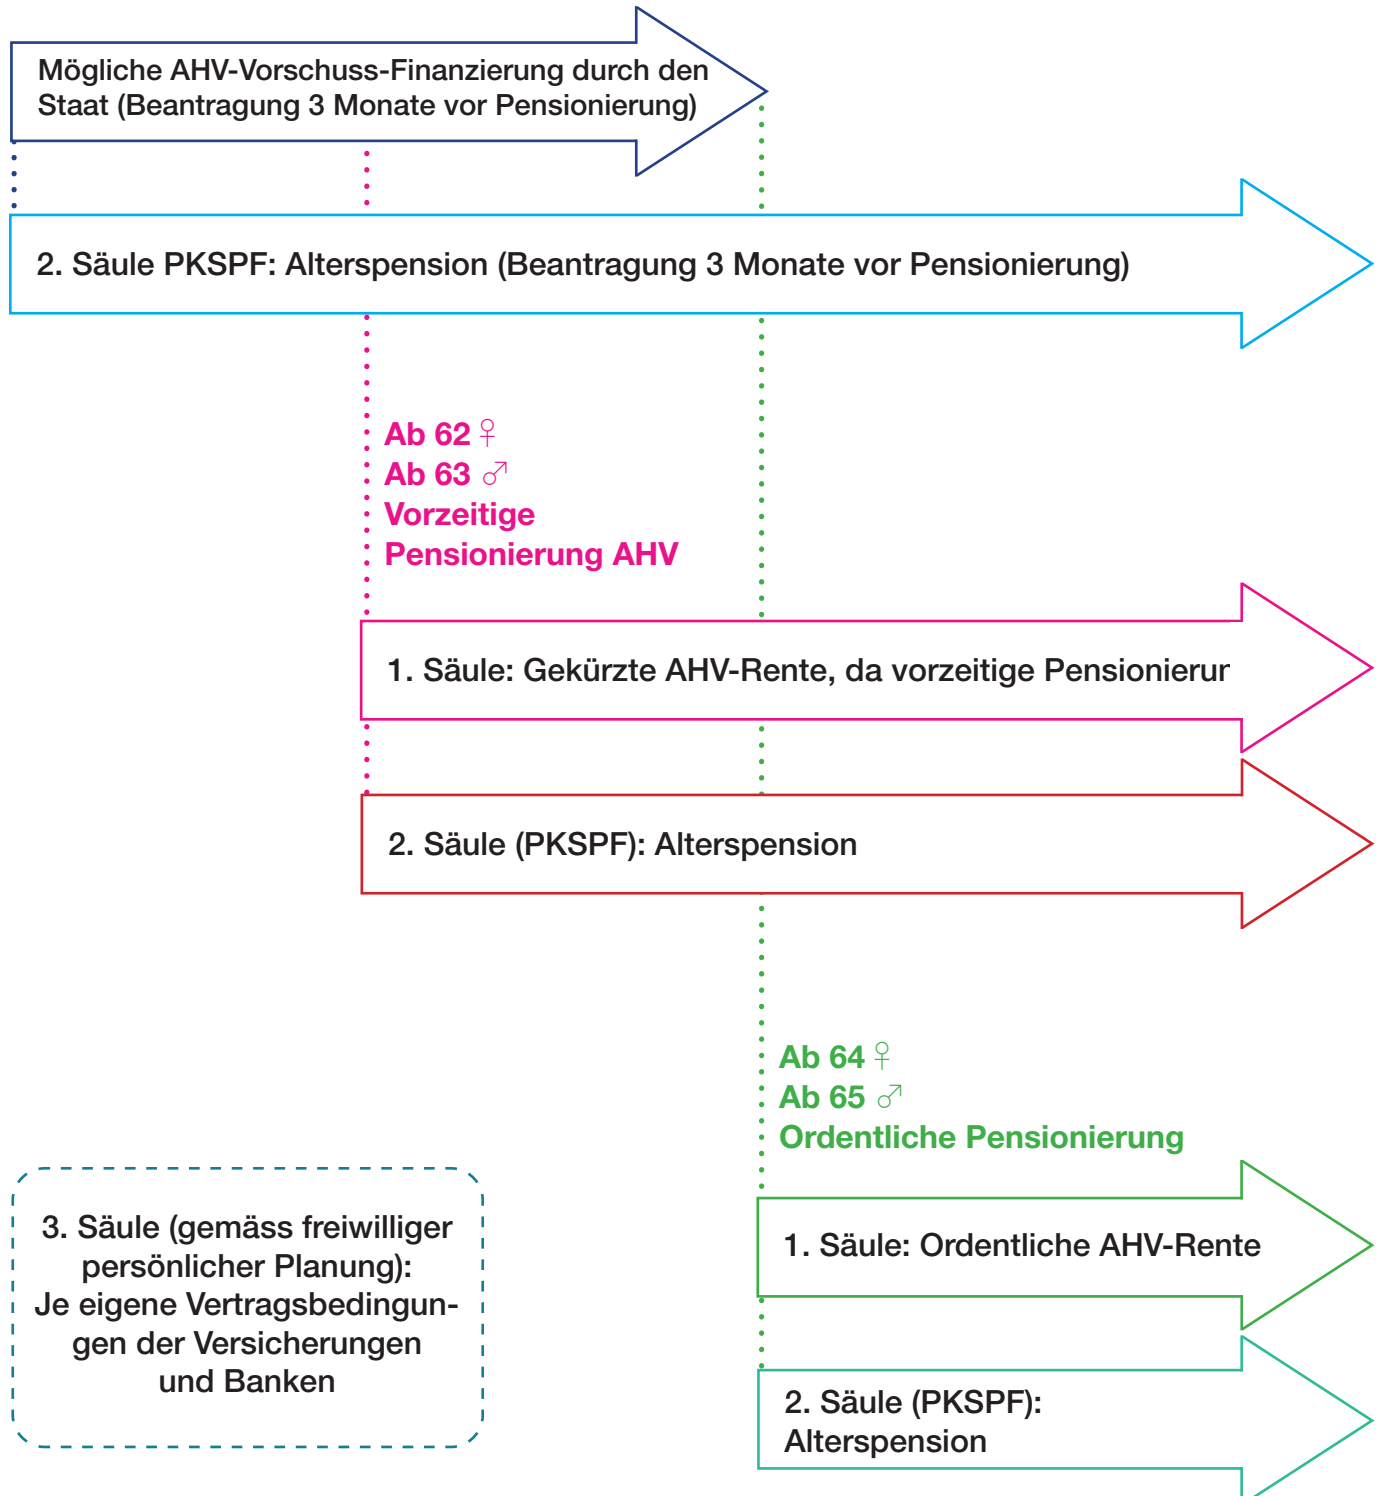 Mögliche AHV-Vorschuss-Finanzierung durch den
Staat (Beantragung 3 Monate vor Pensionierung)
2. Säule PKSPF: Alterspension (Beantragung 3 Monate vor Pensionierung)
Ab 62 ♀
Ab 63 ♂
Vorzeitige
Pensionierung AHV
1. Säule: Gekürzte AHV-Rente, da vorzeitige Pensionierur
2. Säule (PKSPF): Alterspension
Ab 64 ♀
Ab 65 ♂
Ordentliche Pensionierung
3. Säule (gemäss freiwilliger
persönlicher Planung):
Je eigene Vertragsbedingun-
gen der Versicherungen
und Banken
1. Säule: Ordentliche AHV-Rente
2. Säule (PKSPF):
Alterspension